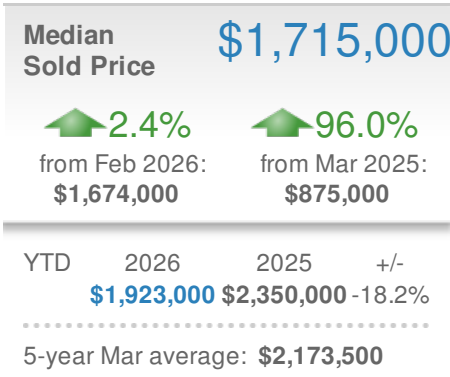 Median $1,715,000
Sold Price
2.4% 96.0%
from Feb 2026: from Mar 2025:
$1,674,000 $875,000
YTD 2026 2025 +/-
$1,923,000 $2,350,000 -18.2%
5-year Mar average: $2,173,500